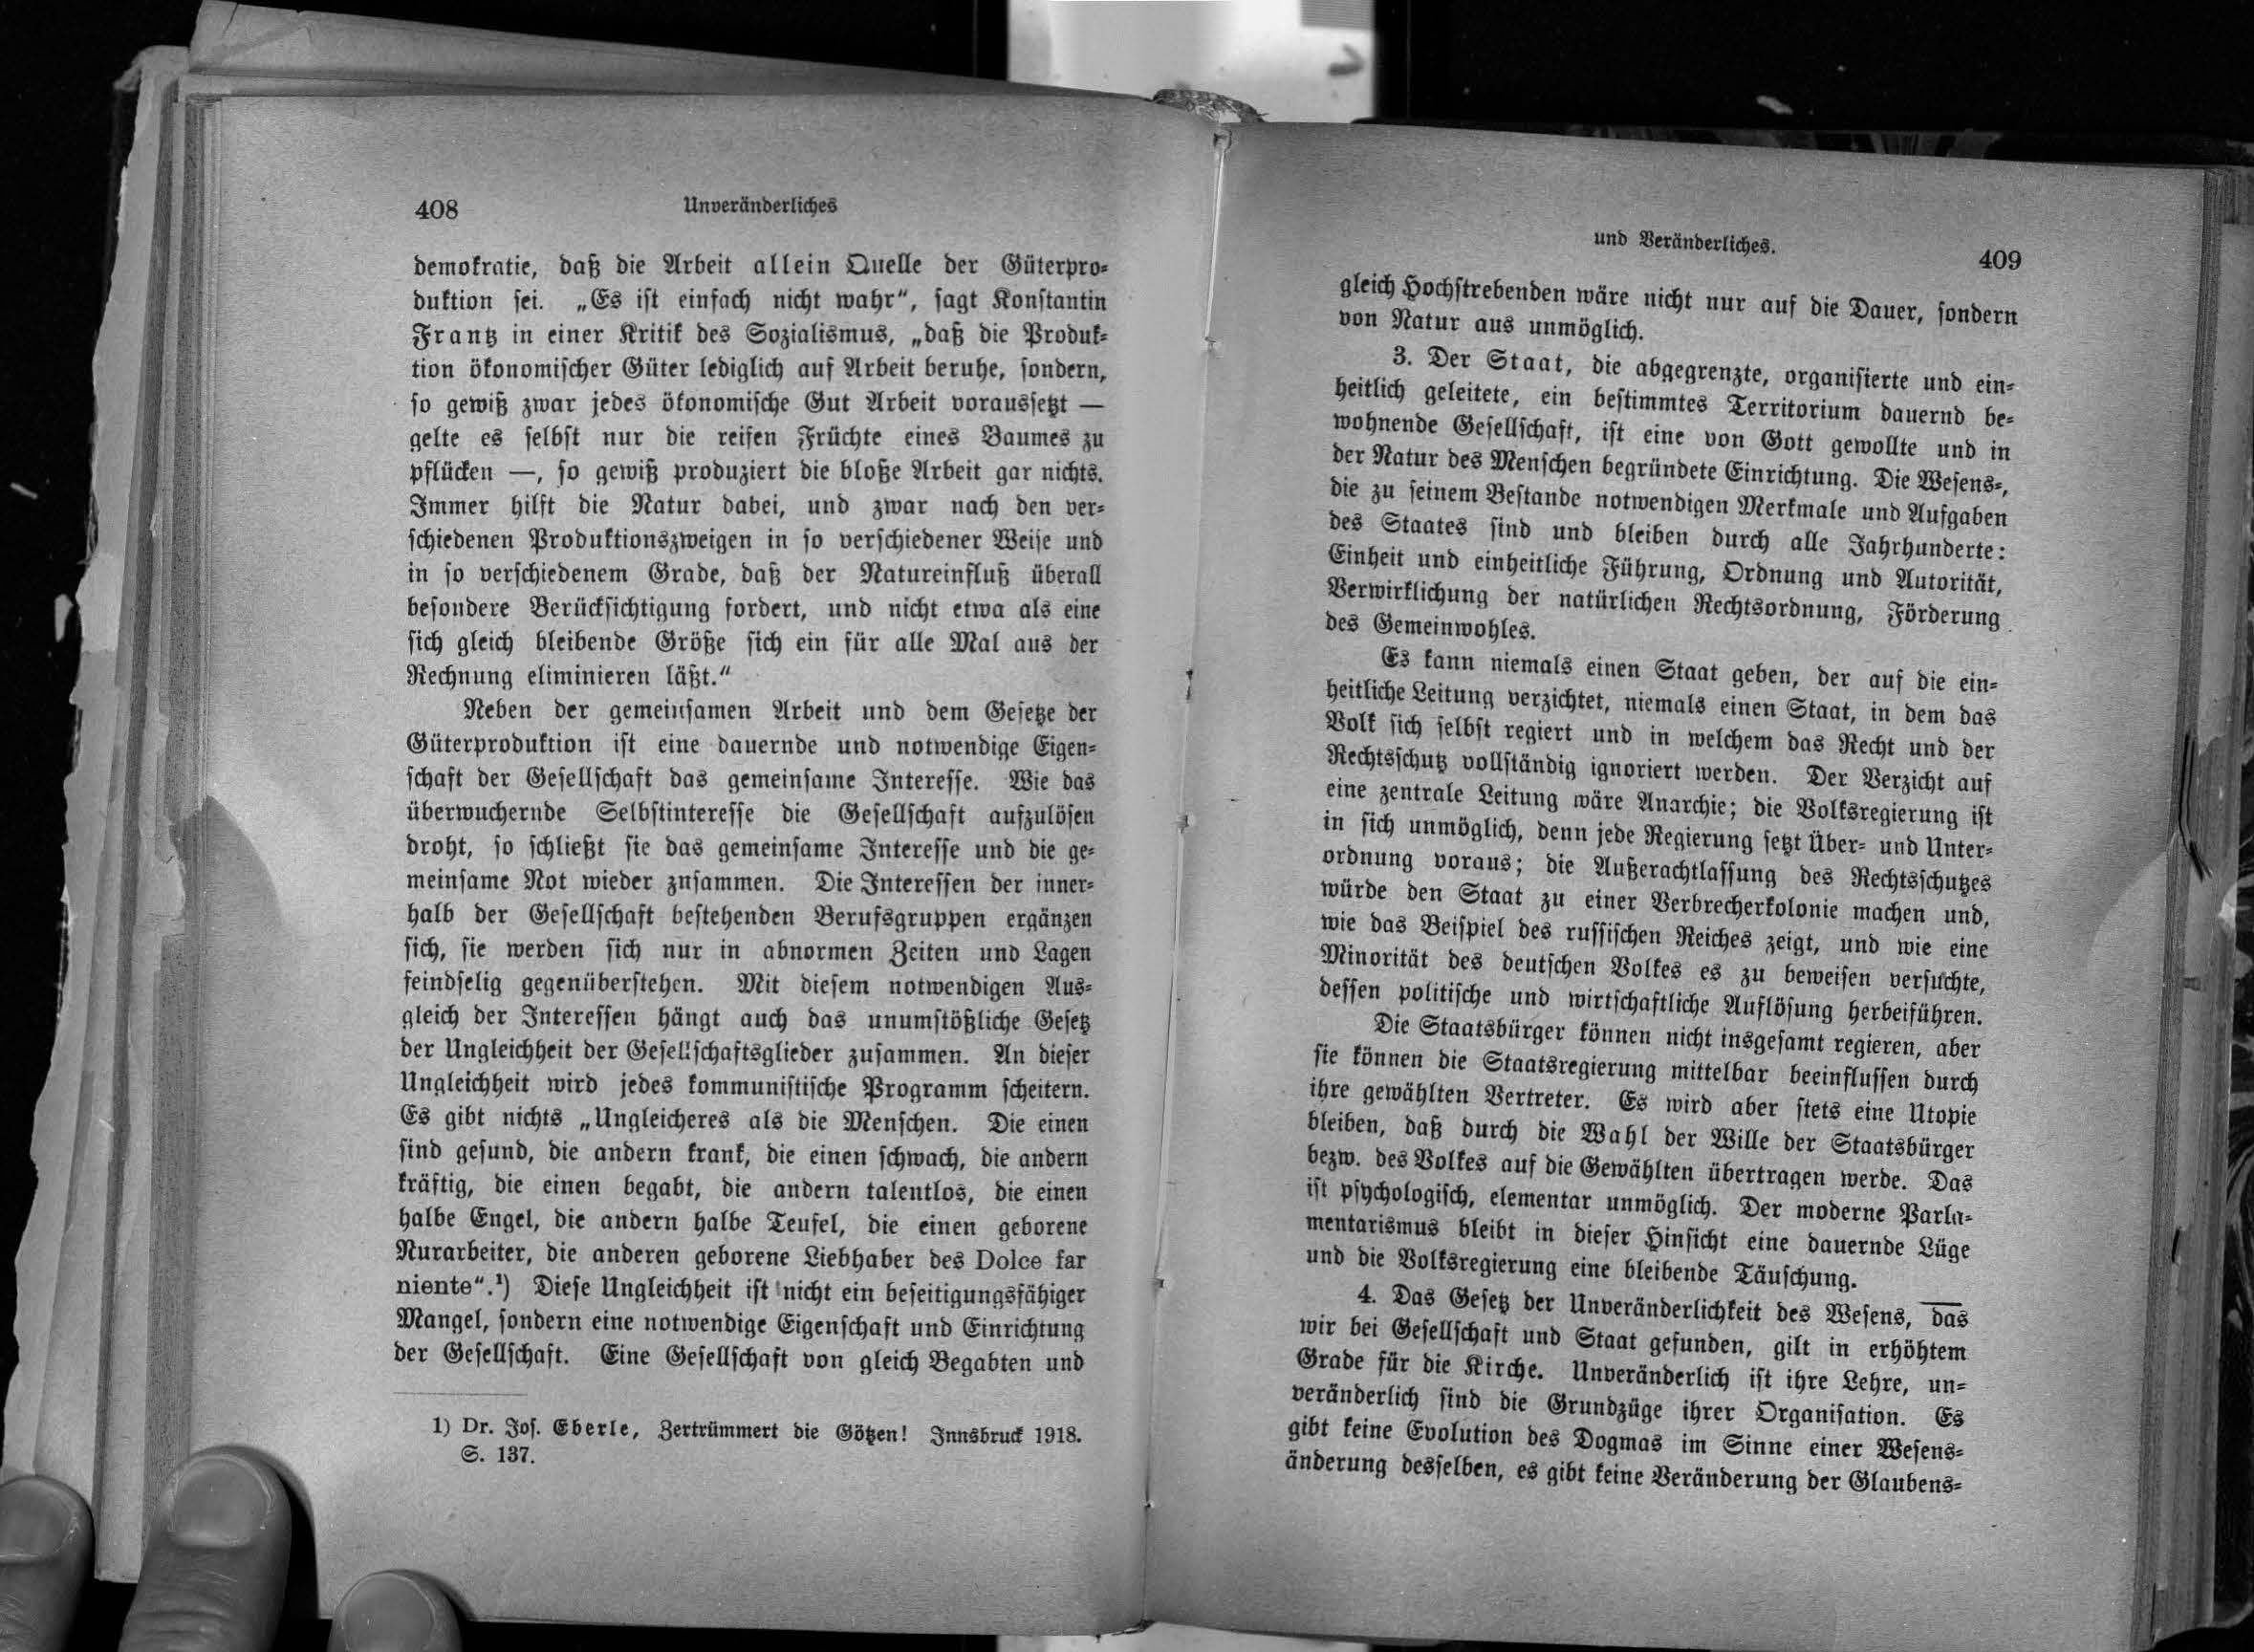 408
Unveränderliches
demokratie, daß die Arbeit allein Quelle der Güterpro-
duktion sei. „Es ist einfach nicht wahr“, sagt Konstantin
Frantz in einer Kritik des Sozialismus, „daß die Produk-
tion ökonomischer Güter lediglich auf Arbeit beruhe, sondern,
so gewiß zwar jedes ökonomische Gut Arbeit voraussetzt —
gelte es selbst nur die reifen Früchte eines Baumes zu
pflücken —, so gewiß produziert die bloße Arbeit gar nichts.
Immer hilft die Natur dabei, und zwar nach den ver-
schiedenen Produktionszweigen in so verschiedener Weise und
in so verschiedenem Grade, daß der Natureinfluß überall
besondere Berücksichtigung fordert, und nicht etwa als eine
sich gleich bleibende Größe sich ein für alle Mal aus der
Rechnung eliminieren läßt.“
Neben der gemeinsamen Arbeit und dem Gesetze der
Güterproduktion ist eine dauernde und notwendige Eigen-
schaft der Gesellschaft das gemeinsame Interesse. Wie das
überwuchernde Selbstinteresse die Gesellschaft aufzulösen
droht, so schließt sie das gemeinsame Interesse und die ge-
meinsame Not wieder zusammen. Die Interessen der inner-
halb der Gesellschaft bestehenden Berufsgruppen ergänzen
sich, sie werden sich nur in abnormen Zeiten und Lagen
feindselig gegenüberstehen. Mit diesem notwendigen Aus-
gleich der Interessen hängt auch das unumstößliche Gesetz
der Ungleichheit der Gesellschaftsglieder zusammen. An dieser
Ungleichheit wird jedes kommunistische Programm scheitern.
Es gibt nichts „Ungleicheres als die Menschen. Die einen
sind gesund, die andern krank, die einen schwach, die andern
kräftig, die einen begabt, die andern talentlos, die einen
halbe Engel, die andern halbe Teufel, die einen geborene
Nurarbeiter, die anderen geborene Liebhaber des Dolce far
niente“.¹) Diese Ungleichheit ist nicht ein beseitigungsfähiger
Mangel, sondern eine notwendige Eigenschaft und Einrichtung
der Gesellschaft. Eine Gesellschaft von gleich Begabten und
1) Dr. Jos. Eberle, Zertrümmert die Götzen! Innsbruck 1918.
S. 137.
und Veränderliches.
409
gleich Hochstrebenden wäre nicht nur auf die Dauer, sondern
von Natur aus unmöglich.
3. Der Staat, die abgegrenzte, organisierte und ein-
heitlich geleitete, ein bestimmtes Territorium dauernd be-
wohnende Gesellschaft, ist eine von Gott gewollte und in
der Natur des Menschen begründete Einrichtung. Die Wesens-,
die zu seinem Bestande notwendigen Merkmale und Aufgaben
des Staates sind und bleiben durch alle Jahrhunderte:
Einheit und einheitliche Führung, Ordnung und Autorität,
Verwirklichung der natürlichen Rechtsordnung, Förderung
des Gemeinwohles.
Es kann niemals einen Staat geben, der auf die ein-
heitliche Leitung verzichtet, niemals einen Staat, in dem das
Volk sich selbst regiert und in welchem das Recht und der
Rechtsschutz vollständig ignoriert werden. Der Verzicht auf
eine zentrale Leitung wäre Anarchie; die Volksregierung ist
in sich unmöglich, denn jede Regierung setzt Über- und Unter-
ordnung voraus; die Außerachtlassung des Rechtsschutzes
würde den Staat zu einer Verbrecherkolonie machen und,
wie das Beispiel des russischen Reiches zeigt, und wie eine
Minorität des deutschen Volkes es zu beweisen versuchte,
dessen politische und wirtschaftliche Auflösung herbeiführen.
Die Staatsbürger können nicht insgesamt regieren, aber
sie können die Staatsregierung mittelbar beeinflussen durch
ihre gewählten Vertreter. Es wird aber stets eine Utopie
bleiben, daß durch die Wahl der Wille der Staatsbürger
bezw. des Volkes auf die Gewählten übertragen werde. Das
ist psychologisch, elementar unmöglich. Der moderne Parla-
mentarismus bleibt in dieser Hinsicht eine dauernde Lüge
und die Volksregierung eine bleibende Täuschung.
4. Das Gesetz der Unveränderlichkeit des Wesens, das
wir bei Gesellschaft und Staat gefunden, gilt in erhöhtem
Grade für die Kirche. Unveränderlich ist ihre Lehre, un-
veränderlich sind die Grundzüge ihrer Organisation. Es
gibt keine Evolution des Dogmas im Sinne einer Wesens-
änderung desselben, es gibt keine Veränderung der Glaubens-